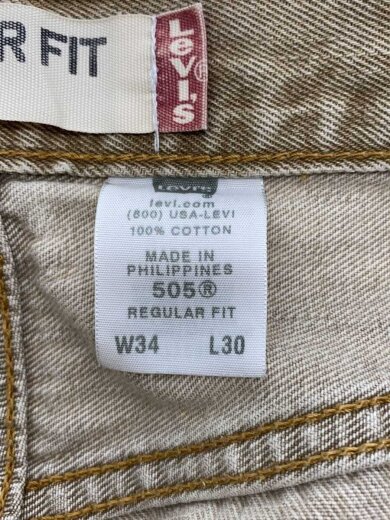 R FIT
Levi's®
Levi's
levi.com
(800) USA-LEVI
100% COTTON
MADE IN
PHILIPPINES
505®
REGULAR FIT
W34 L30